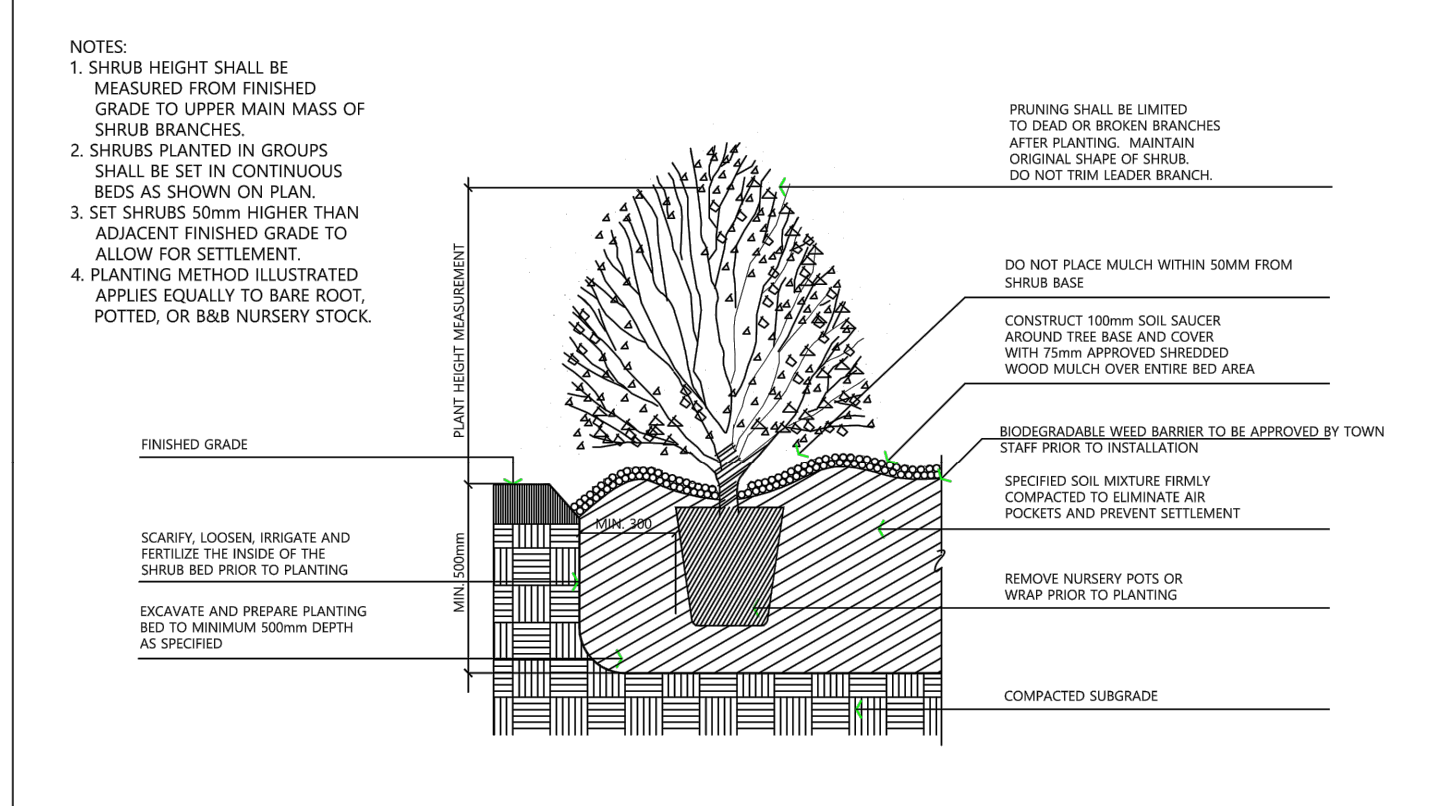 NOTES:
1. SHRUB HEIGHT SHALL BE
MEASURED FROM FINISHED
GRADE TO UPPER MAIN MASS OF
SHRUB BRANCHES.
2. SHRUBS PLANTED IN GROUPS
SHALL BE SET IN CONTINUOUS
BEDS AS SHOWN ON PLAN.
3. SET SHRUBS 50mm HIGHER THAN
ADJACENT FINISHED GRADE TO
ALLOW FOR SETTLEMENT.
4. PLANTING METHOD ILLUSTRATED
APPLIES EQUALLY TO BARE ROOT,
POTTED, OR B&B NURSERY STOCK.
FINISHED GRADE
SCARIFY, LOOSEN, IRRIGATE AND
FERTILIZE THE INSIDE OF THE
SHRUB BED PRIOR TO PLANTING
EXCAVATE AND PREPARE PLANTING
BED TO MINIMUM 500mm DEPTH
AS SPECIFIED
PLANT HEIGHT MEASUREMENT
MIN. 500mm
MIN. 300
PRUNING SHALL BE LIMITED
TO DEAD OR BROKEN BRANCHES
AFTER PLANTING. MAINTAIN
ORIGINAL SHAPE OF SHRUB.
DO NOT TRIM LEADER BRANCH.
DO NOT PLACE MULCH WITHIN 50MM FROM
SHRUB BASE
CONSTRUCT 100mm SOIL SAUCER
AROUND TREE BASE AND COVER
WITH 75mm APPROVED SHREDDED
WOOD MULCH OVER ENTIRE BED AREA
BIODEGRADABLE WEED BARRIER TO BE APPROVED BY TOWN
STAFF PRIOR TO INSTALLATION
SPECIFIED SOIL MIXTURE FIRMLY
COMPACTED TO ELIMINATE AIR
POCKETS AND PREVENT SETTLEMENT
REMOVE NURSERY POTS OR
WRAP PRIOR TO PLANTING
COMPACTED SUBGRADE